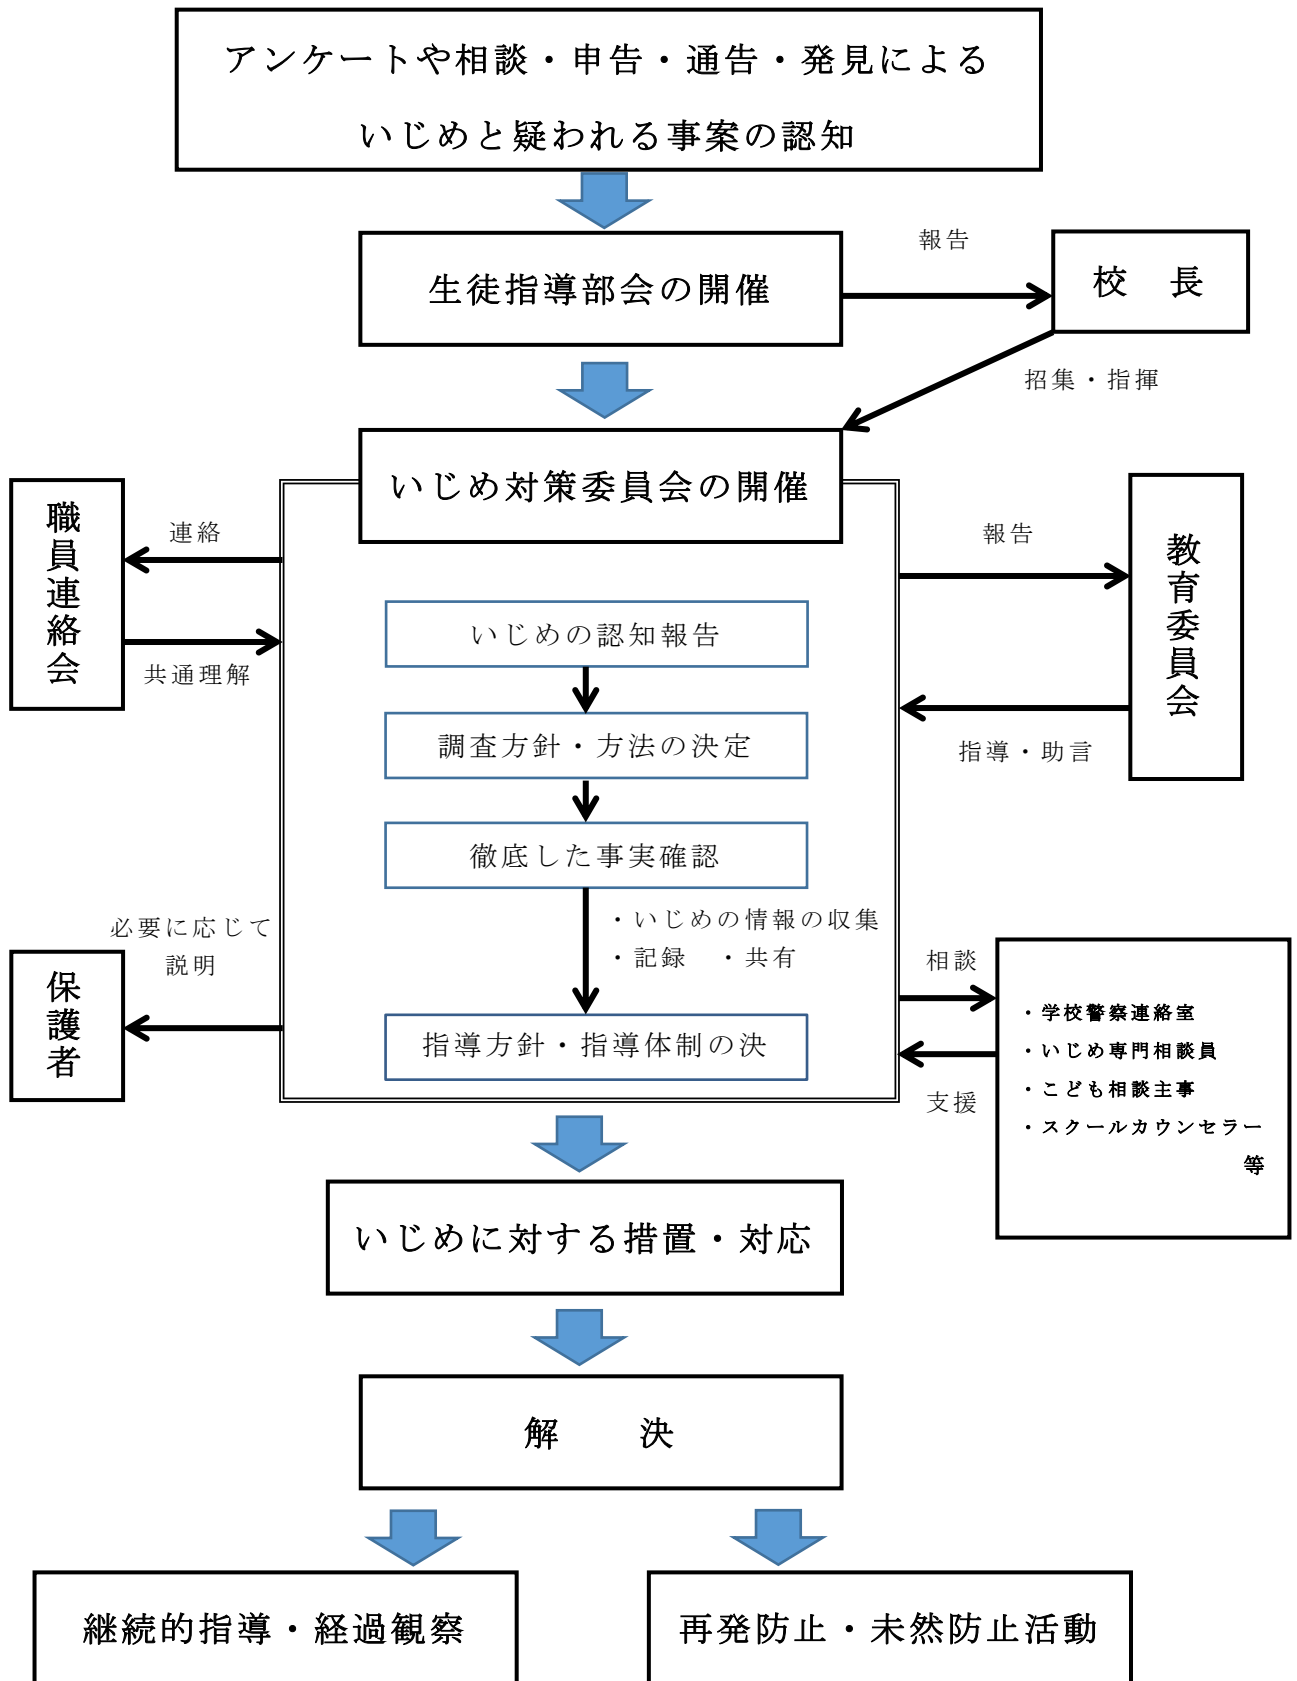 アンケートや相談・申告・通告・発見による
いじめと疑われる事案の認知
生徒指導部会の開催
報告
校　長
招集・指揮
いじめ対策委員会の開催
職員連絡会
連絡
共通理解
報告
教育委員会
指導・助言
いじめの認知報告
調査方針・方法の決定
徹底した事実確認
・いじめの情報の収集
・記録　・共有
指導方針・指導体制の決
必要に応じて
説明
保護者
相談
支援
・学校警察連絡室
・いじめ専門相談員
・こども相談主事
・スクールカウンセラー
等
いじめに対する措置・対応
解　　決
継続的指導・経過観察
再発防止・未然防止活動